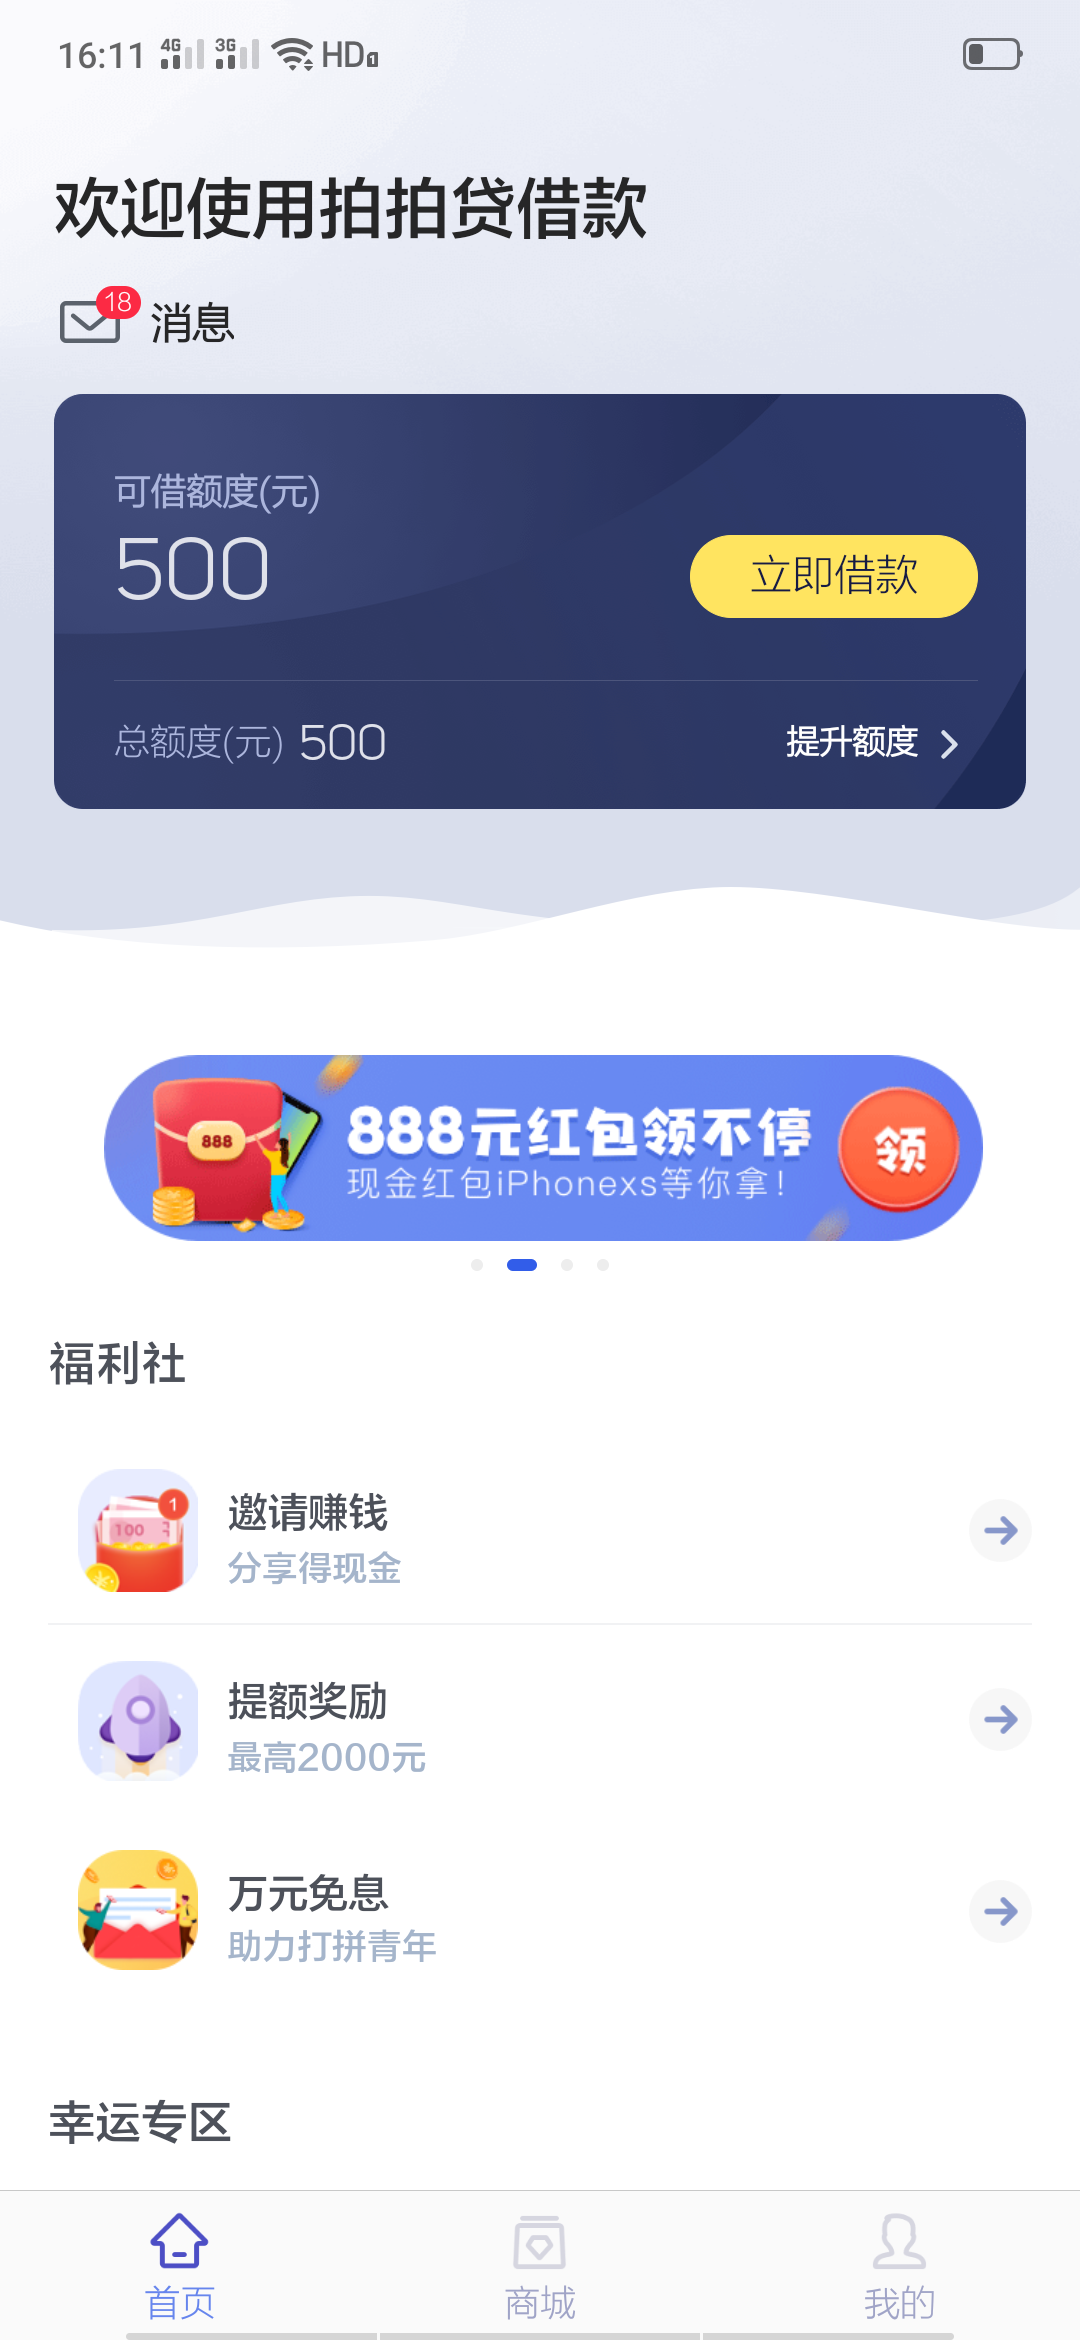 16:11 4G 3G HD 1
欢迎使用拍拍贷借款
18 消息
可借额度(元)
500
立即借款
总额度(元) 500
提升额度
888
888元红包领不停
现金红包iPhonexs等你拿!
领
福利社
1
100
邀请赚钱
分享得现金
提额奖励
最高2000元
万元免息
助力打拼青年
幸运专区
首页
商城
我的